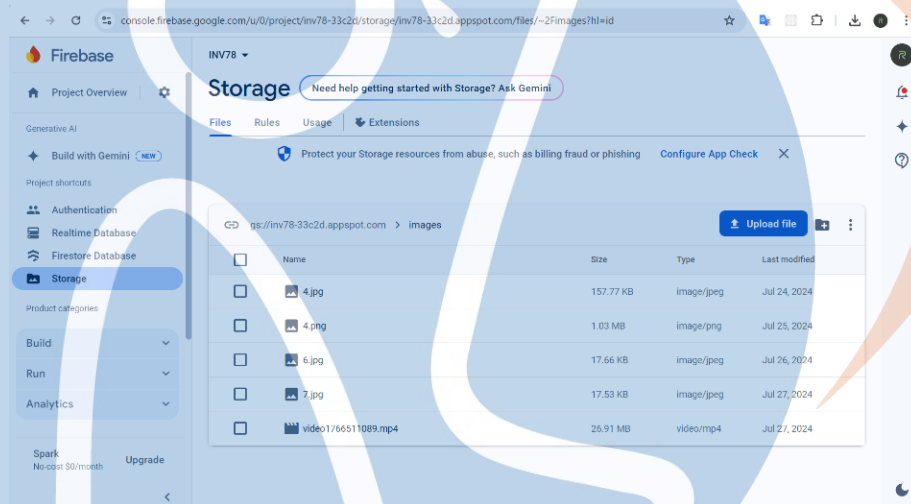 console.firebase.google.com/u/0/project/inv78-33c2d/storage/inv78-33c2d.appspot.com/files/~2Fimages?hl=id
R
Firebase
INV78
R
Project Overview
Storage
Need help getting started with Storage? Ask Gemini
Files Rules Usage Extensions
Generative AI
Build with Gemini NEW
Protect your Storage resources from abuse, such as billing fraud or phishing Configure App Check
Project shortcuts
Authentication
Realtime Database
Firestore Database
Storage
Product categories
Build
Run
Analytics
Spark
No-cost $0/month
Upgrade
gs://inv78-33c2d.appspot.com > images
Upload file
Name Size Type Last modified
4.jpg 157.77 KB image/jpeg Jul 24, 2024
4.png 1.03 MB image/png Jul 25, 2024
6.jpg 17.66 KB image/jpeg Jul 26, 2024
7.jpg 17.53 KB image/jpeg Jul 27, 2024
video1766511089.mp4 26.91 MB video/mp4 Jul 27, 2024